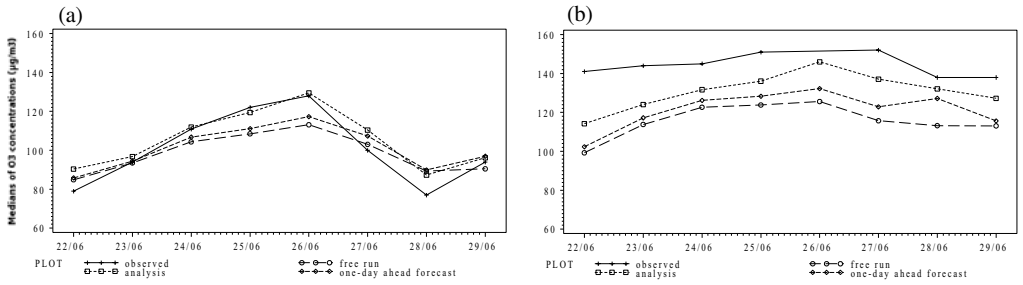 (a)
(b)
Medians of O3 concentrations (µg/m3)
160
140
120
100
80
60
22/06 23/06 24/06 25/06 26/06 27/06 28/06 29/06
PLOT observed free run
analysis one-day ahead forecast
160
140
120
100
80
60
22/06 23/06 24/06 25/06 26/06 27/06 28/06 29/06
PLOT observed free run
analysis one-day ahead forecast